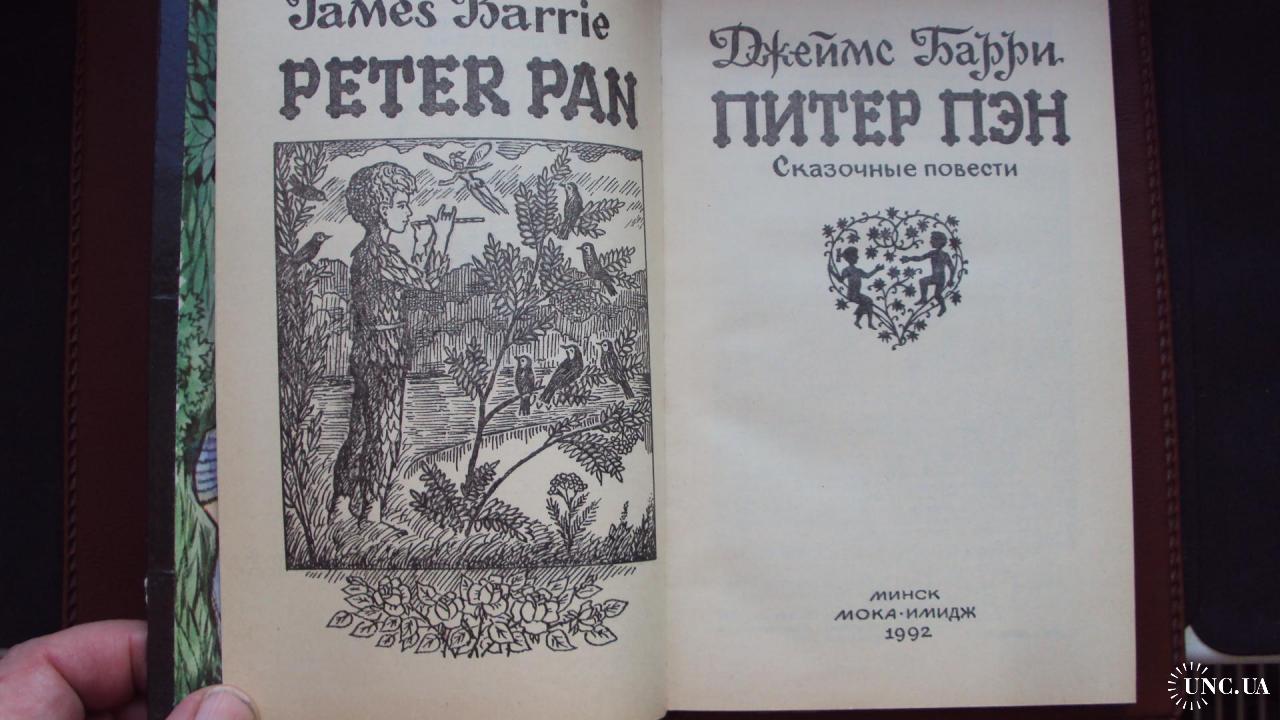 James Barrie
PETER PAN
Джеймс Барри
ПИТЕР ПЭН
Сказочные повести
МИНСК
МОКА·ИМИДЖ
1992
UNC.UA